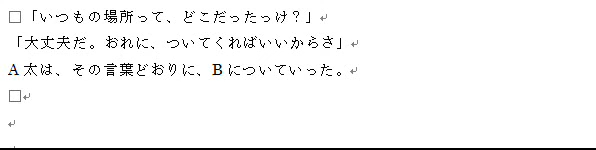 □「いつもの場所って、どこだったっけ？」
「大丈夫だ。おれに、ついてくればいいからさ」
A太は、その言葉どおりに、Bについていった。
□